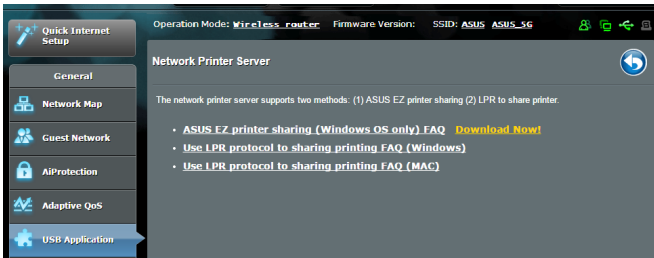 Quick Internet
Setup
Operation Mode: Wireless router Firmware Version: SSID: ASUS ASUS_5G
General
Network Map
Guest Network
AiProtection
Adaptive QoS
USB Application
Network Printer Server
The network printer server supports two methods: (1) ASUS EZ printer sharing (2) LPR to share printer.
ASUS EZ printer sharing (Windows OS only) FAQ Download Now!
Use LPR protocol to sharing printing FAQ (Windows)
Use LPR protocol to sharing printing FAQ (MAC)